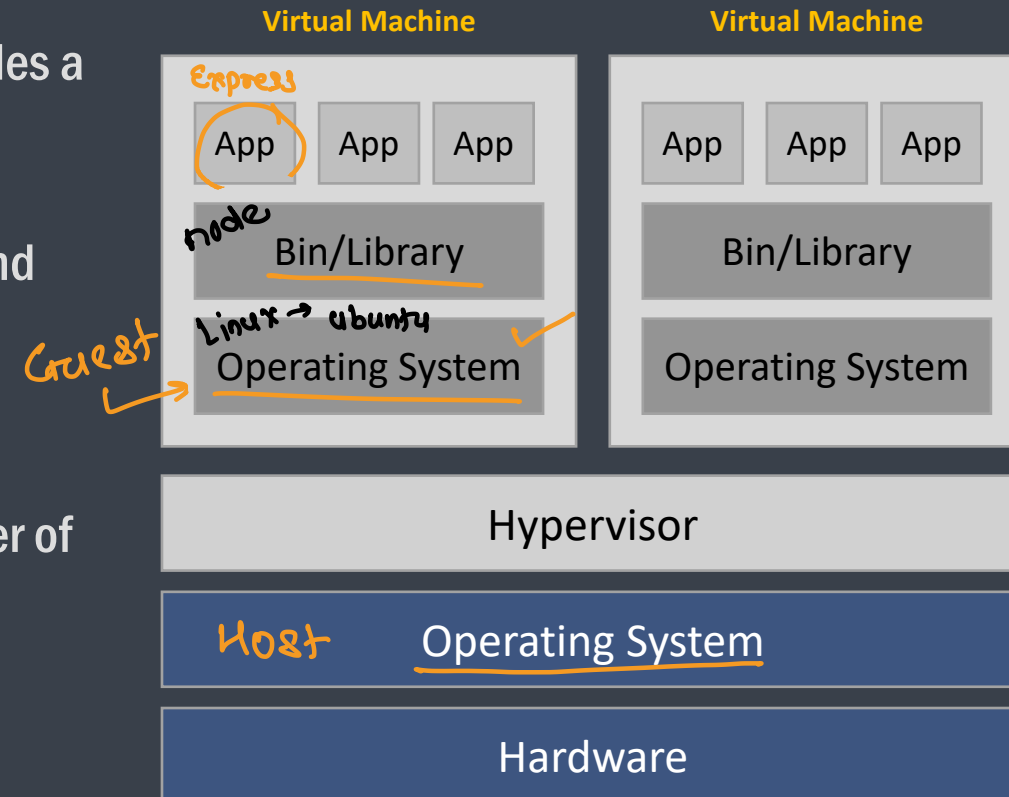 Virtual Machine Virtual Machine
les a
Express
App App App App App App
node
Bin/Library Bin/Library
nd
Linux → ubuntu
Guest
Operating System Operating System
er of
Hypervisor
Host Operating System
Hardware